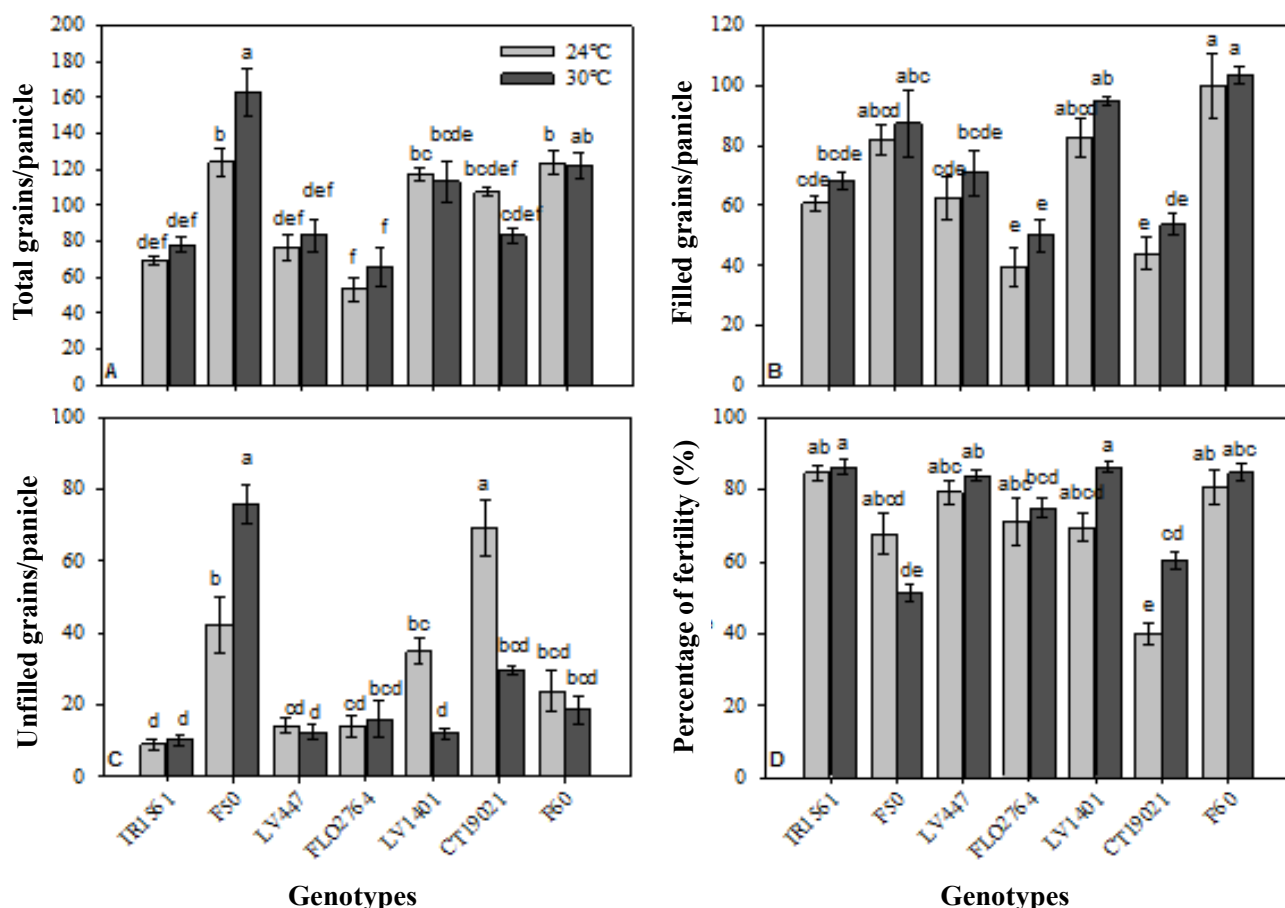 Total grains/panicle
200
180
160
140
120
100
80
60
40
20
0
24°C
30°C
def
def
b
a
def
def
f
f
bc
bcde
bcdef
cdef
b
ab
A
Filled grains/panicle
120
100
80
60
40
20
0
cde
bcde
abcd
abc
cde
bcde
e
e
abcd
ab
e
de
a
a
B
Unfilled grains/panicle
100
80
60
40
20
0
d
d
b
a
cd
d
cd
bcd
bc
d
a
bcd
bcd
bcd
C
IR1561
F50
LV447
FLO2764
LV1401
CT19021
F60
Genotypes
Percentage of fertility (%)
100
80
60
40
20
0
ab
a
abcd
de
abc
ab
abc
bcd
abcd
a
e
cd
ab
abc
D
IR1561
F50
LV447
FLO2764
LV1401
CT19021
F60
Genotypes